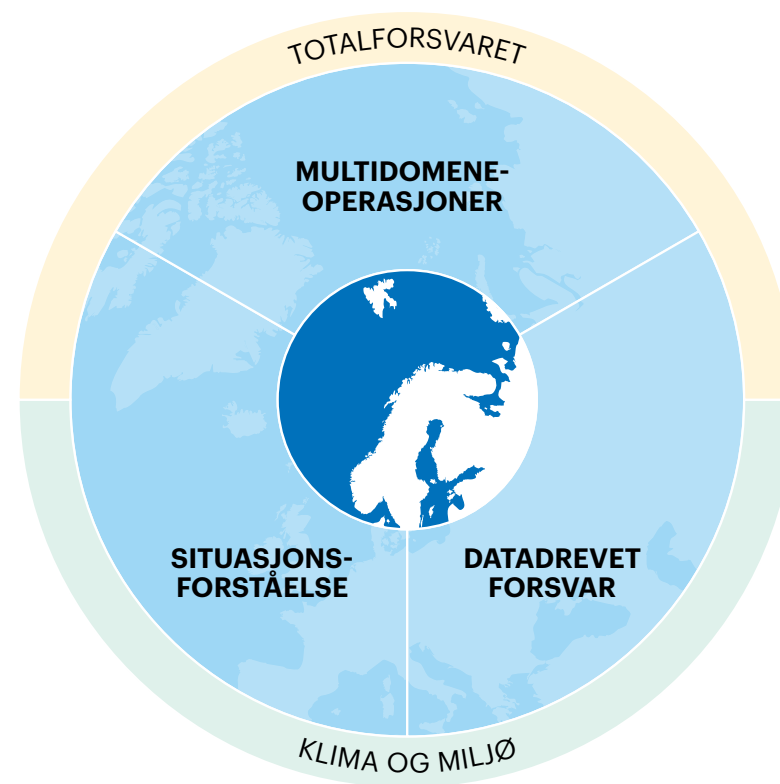 TOTALFORSVARET
MULTIDOMENE-
OPERASJONER
SITUASJONS-
FORSTÅELSE
DATADREVET
FORSVAR
KLIMA OG MILJØ